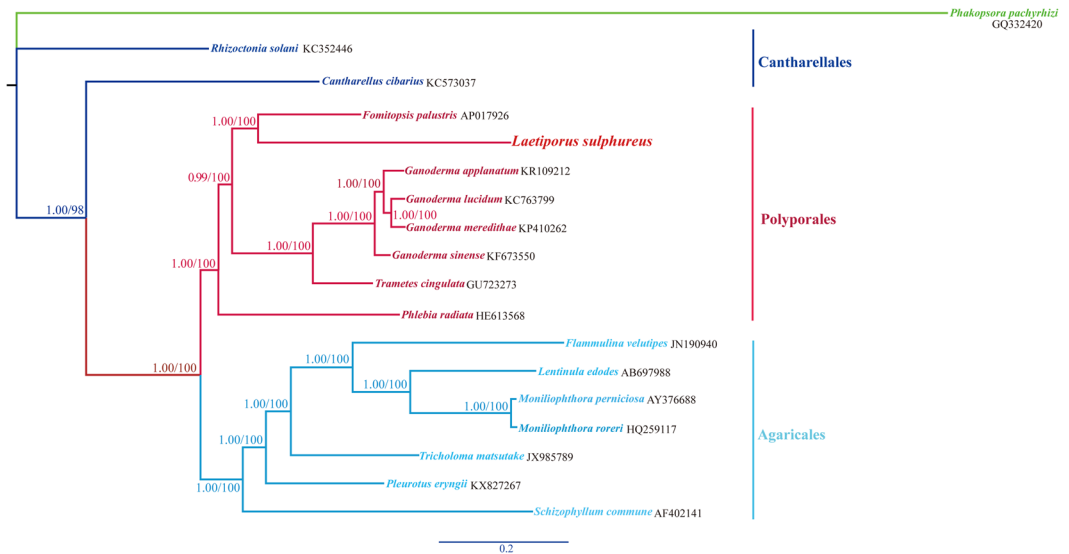 Phakopsora pachyrhizi
GQ332420
Rhizoctonia solani KC352446
Cantharellales
Cantharellus cibarius KC573037
Fomitopsis palustris AP017926
1.00/100
Laetiporus sulphureus
Ganoderma applanatum KR109212
0.99/100
1.00/100
Ganoderma lucidum KC763799
1.00/98
1.00/100
1.00/100
Polyporales
Ganoderma meredithae KP410262
1.00/100
Ganoderma sinense KF673550
1.00/100
Trametes cingulata GU723273
Phlebia radiata HE613568
Flammulina velutipes JN190940
1.00/100
1.00/100
Lentinula edodes AB697988
1.00/100
Moniliophthora perniciosa AY376688
1.00/100
1.00/100
Moniliophthora roreri HQ259117
Agaricales
1.00/100
Tricholoma matsutake JX985789
Pleurotus eryngii KX827267
1.00/100
Schizophyllum commune AF402141
0.2